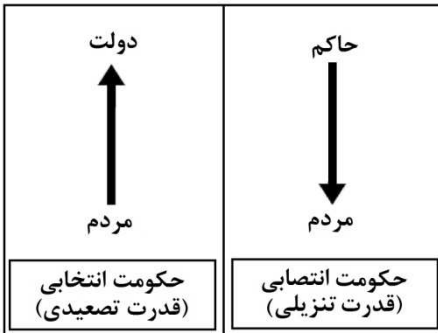 حاکم
مردم
حکومت انتصابی
(قدرت تنزیلی)
دولت
مردم
حکومت انتخابی
(قدرت تصعیدی)